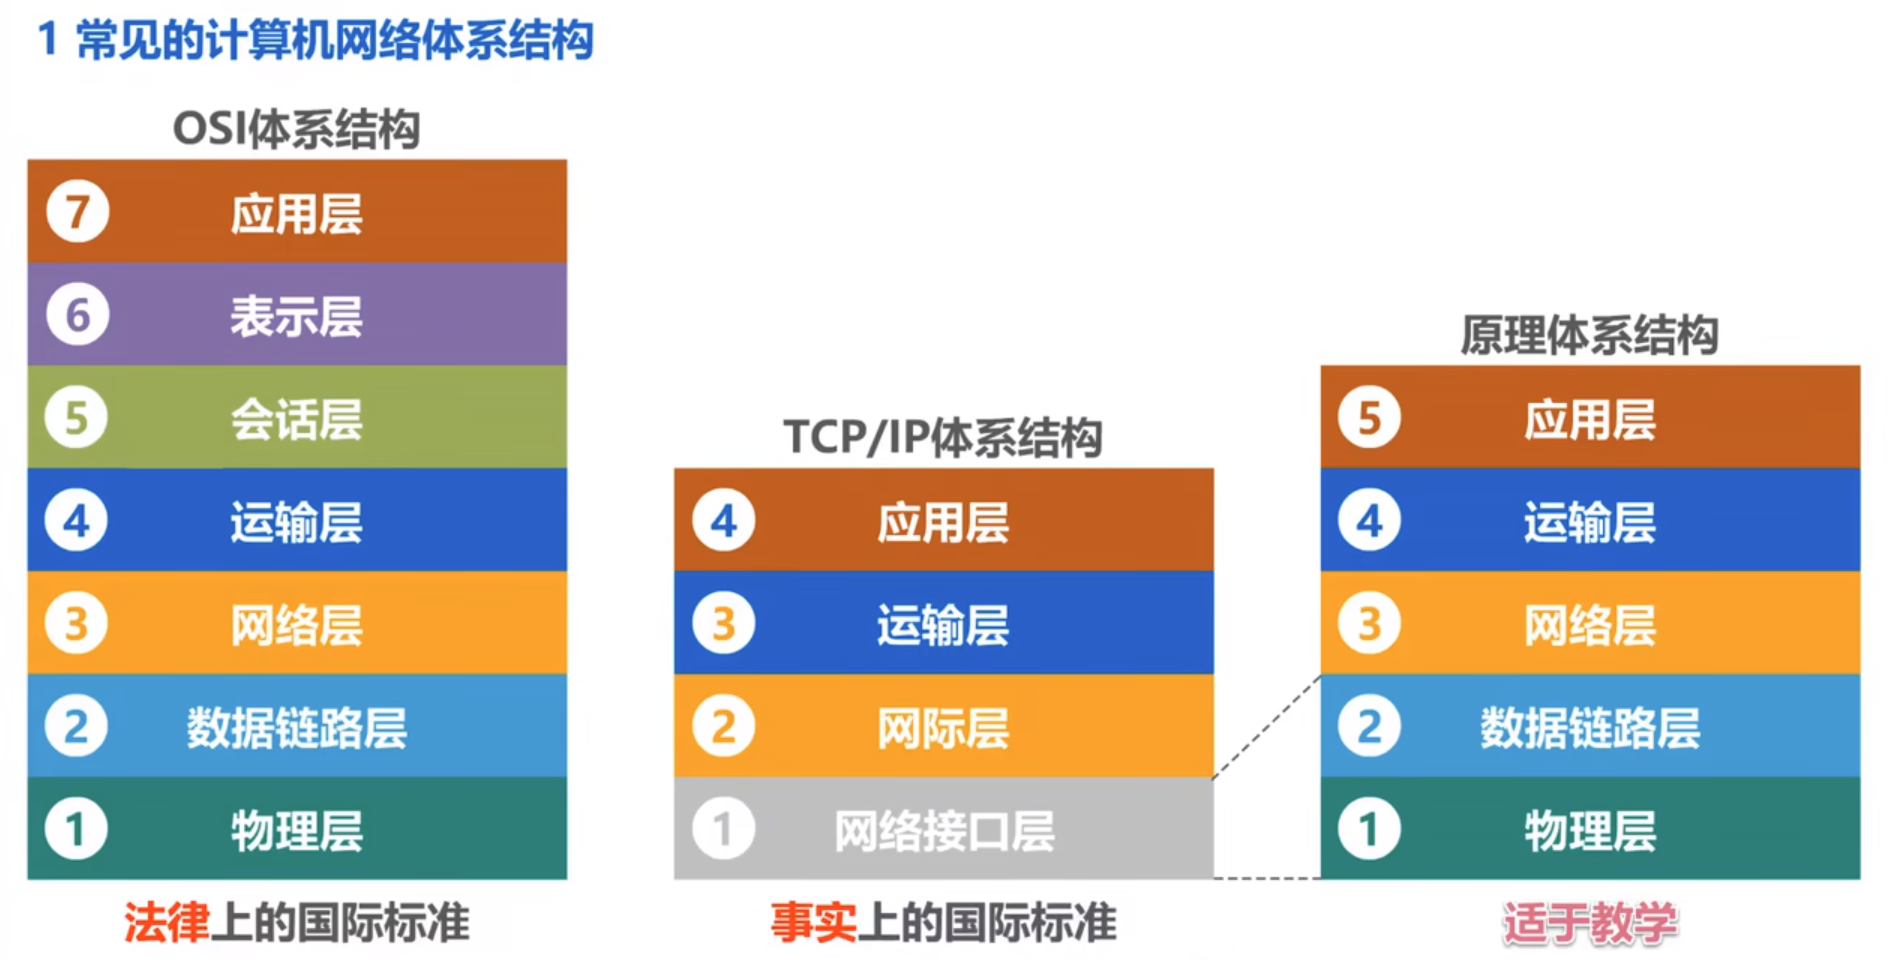 1 常见的计算机网络体系结构
OSI体系结构
7 应用层
6 表示层
5 会话层
4 运输层
3 网络层
2 数据链路层
1 物理层
法律上的国际标准
TCP/IP体系结构
4 应用层
3 运输层
2 网际层
1 网络接口层
事实上的国际标准
原理体系结构
5 应用层
4 运输层
3 网络层
2 数据链路层
1 物理层
适于教学